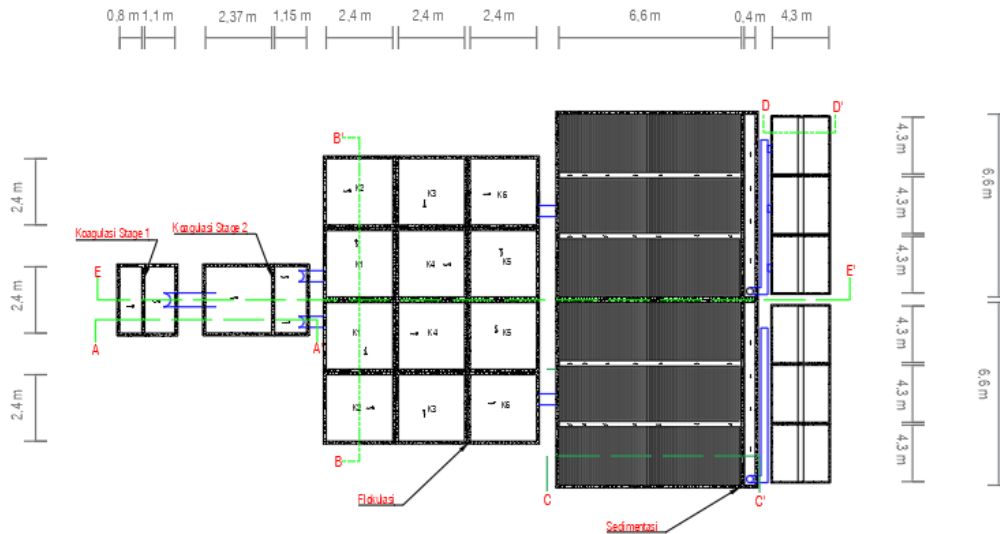 0,8 m 1,1 m 2,37 m 1,15 m 2,4 m 2,4 m 2,4 m 6,6 m 0,4 m 4,3 m
D D'
B'
4,3 m
6,6 m
2,4 m
K2 K3 K6
4,3 m
Koagulasi Stage 1 Koagulasi Stage 2
K1 K4 K5
4,3 m
E E'
2,4 m
A A'
K1 K4 K5
4,3 m
4,3 m
6,6 m
2,4 m
K2 K3 K6
4,3 m
B
C C'
Flokulasi
Sedimentasi